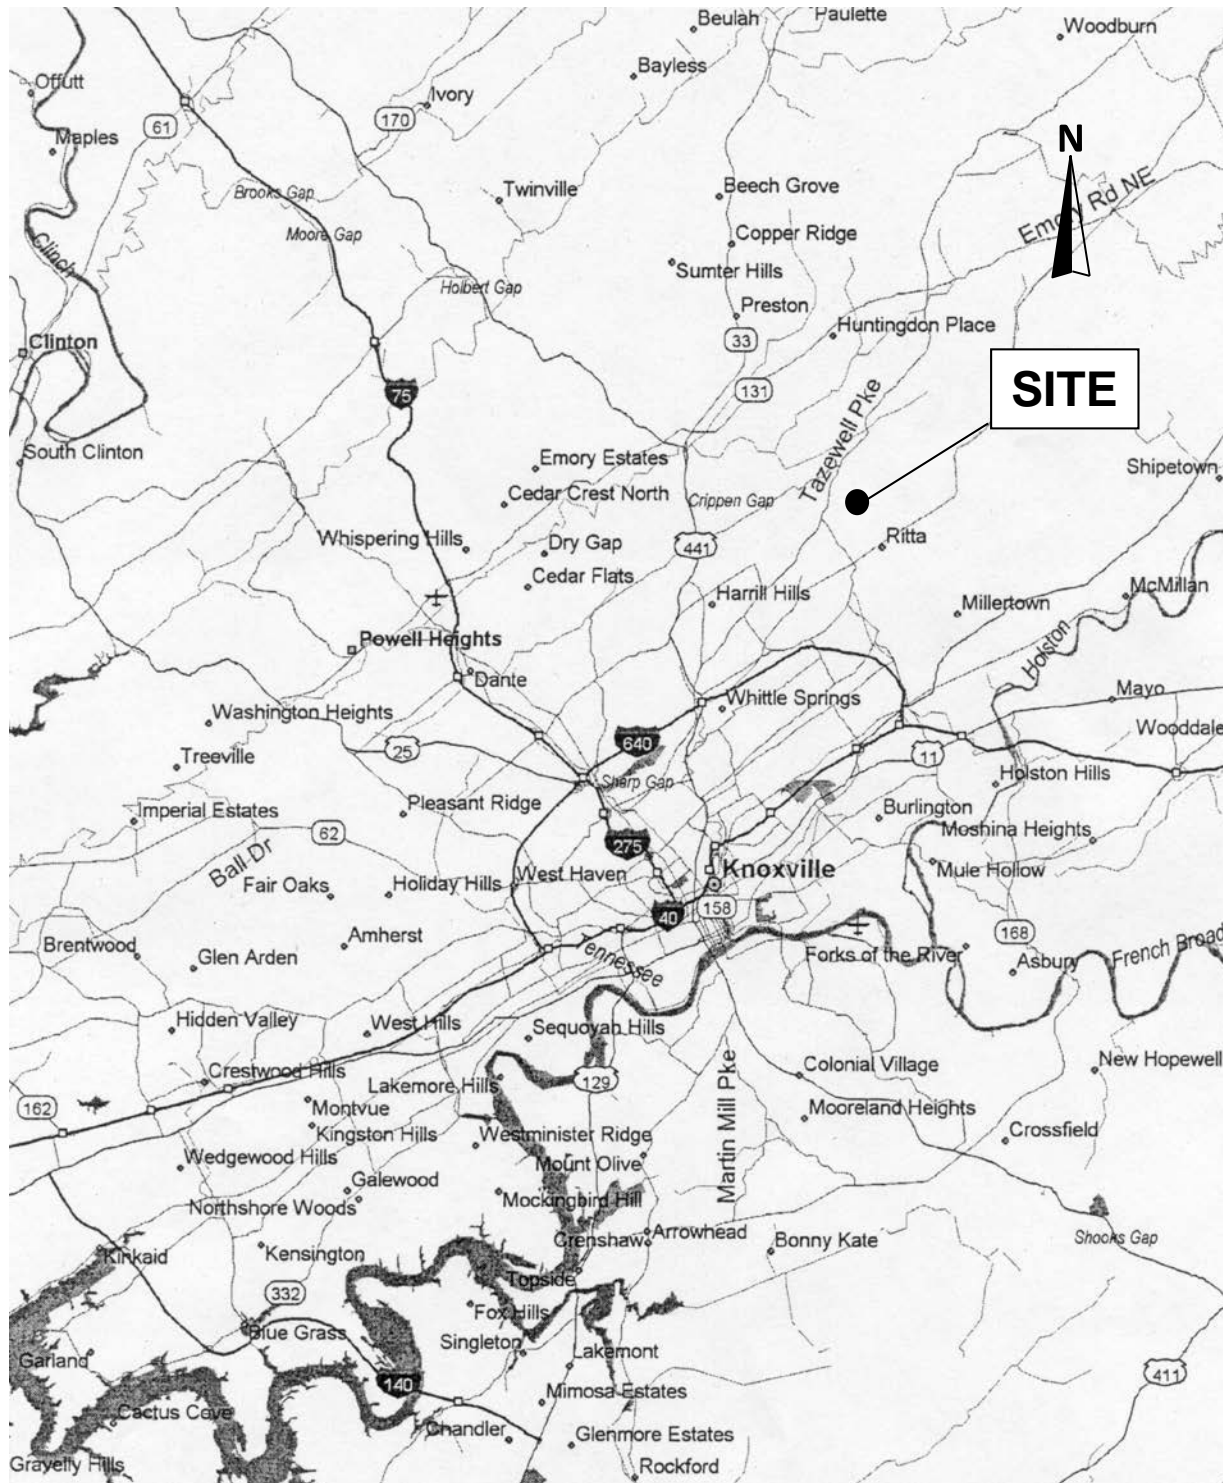 Beulah
Paulette
Woodburn
Bayless
Offutt
Ivory
170
61
Maples
N
Twinville
Brooks Gap
Beech Grove
Emory Rd NE
Moore Gap
Copper Ridge
Clinch
Sumter Hills
Holbert Gap
Preston
Huntingdon Place
Clinton
33
75
131
SITE
Tazewell Pke
South Clinton
Emory Estates
Shipetown
Cedar Crest North
Crippen Gap
Whispering Hills
Dry Gap
441
Ritta
Cedar Flats
Harrill Hills
McMillan
Millertown
Powell Heights
Holston
Dante
Whittle Springs
Mayo
Washington Heights
Wooddale
640
25
11
Treeville
Sharp Gap
Holston Hills
Pleasant Ridge
Burlington
Imperial Estates
62
Moshina Heights
275
Ball Dr
West Haven
Knoxville
Mule Hollow
Fair Oaks
Holiday Hills
40
158
168
Amherst
Brentwood
Tennessee
Forks of the River
French Broad
Glen Arden
Asbury
Hidden Valley
West Hills
Sequoyah Hills
Colonial Village
New Hopewell
Crestwood Hills
Lakemore Hills
129
Martin Mill Pke
162
Montvue
Mooreland Heights
Kingston Hills
Westminister Ridge
Crossfield
Wedgewood Hills
Mount Olive
Galewood
Northshore Woods
Mockingbird Hill
Arrowhead
Crenshaw
Bonny Kate
Shooks Gap
Kinkaid
Kensington
Topside
332
Fox Hills
Blue Grass
Singleton
Lakemont
Garland
140
411
Mimosa Estates
Cactus Cove
Chandler
Glenmore Estates
Gravelly Hills
Rockford